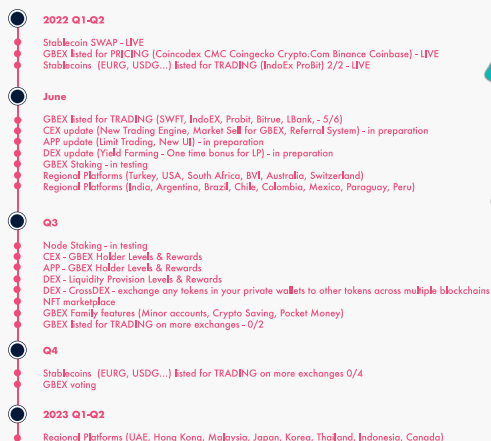 2022 Q1-Q2
Stablecoin SWAP - LIVE
GBEX listed for PRICING (Coincodex CMC Coingecko Crypto.Com Binance Coinbase) - LIVE
Stablecoins (EURG, USDG...) listed for TRADING (IndoEx ProBit) 2/2 - LIVE
June
GBEX listed for TRADING (SWFT, IndoEX, Probit, Bitrue, LBank, - 5/6)
CEX update (New Trading Engine, Market Sell for GBEX, Referral System) - in preparation
APP update (Limit Trading, New UI) - in preparation
DEX update (Yield Farming - One time bonus for LP) - in preparation
GBEX Staking - in testing
Regional Platforms (Turkey, USA, South Africa, BVI, Australia, Switzerland)
Regional Platforms (India, Argentina, Brazil, Chile, Colombia, Mexico, Paraguay, Peru)
Q3
Node Staking - in testing
CEX - GBEX Holder Levels & Rewards
APP - GBEX Holder Levels & Rewards
DEX - Liquidity Provision Levels & Rewards
DEX - CrossDEX - exchange any tokens in your private wallets to other tokens across multiple blockchains
NFT marketplace
GBEX Family features (Minor accounts, Crypto Saving, Pocket Money)
GBEX listed for TRADING on more exchanges - 0/2
Q4
Stablecoins (EURG, USDG...) listed for TRADING on more exchanges 0/4
GBEX voting
2023 Q1-Q2
Regional Platforms (UAE, Hong Kong, Malaysia, Japan, Korea, Thailand, Indonesia, Canada)